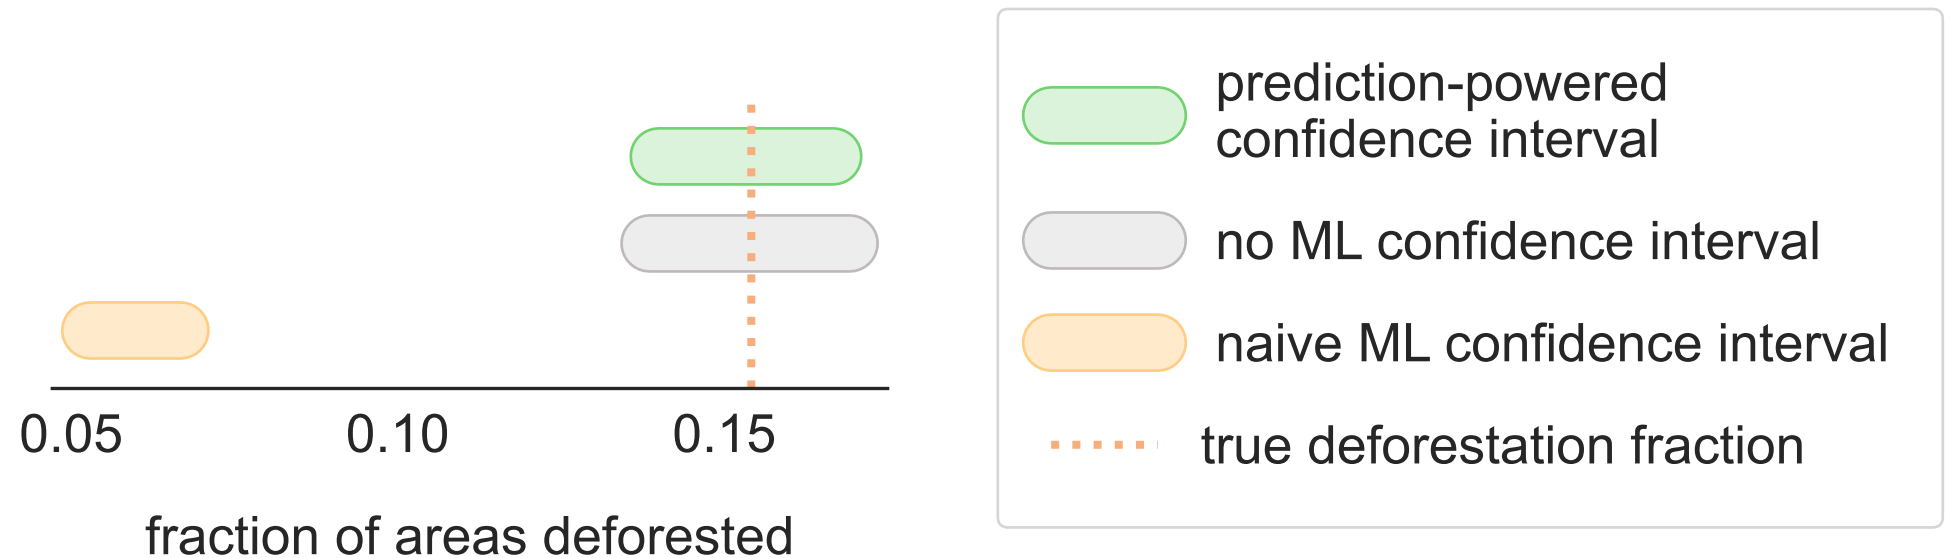 0.05 0.10 0.15
fraction of areas deforested
prediction-powered
confidence interval
no ML confidence interval
naive ML confidence interval
true deforestation fraction